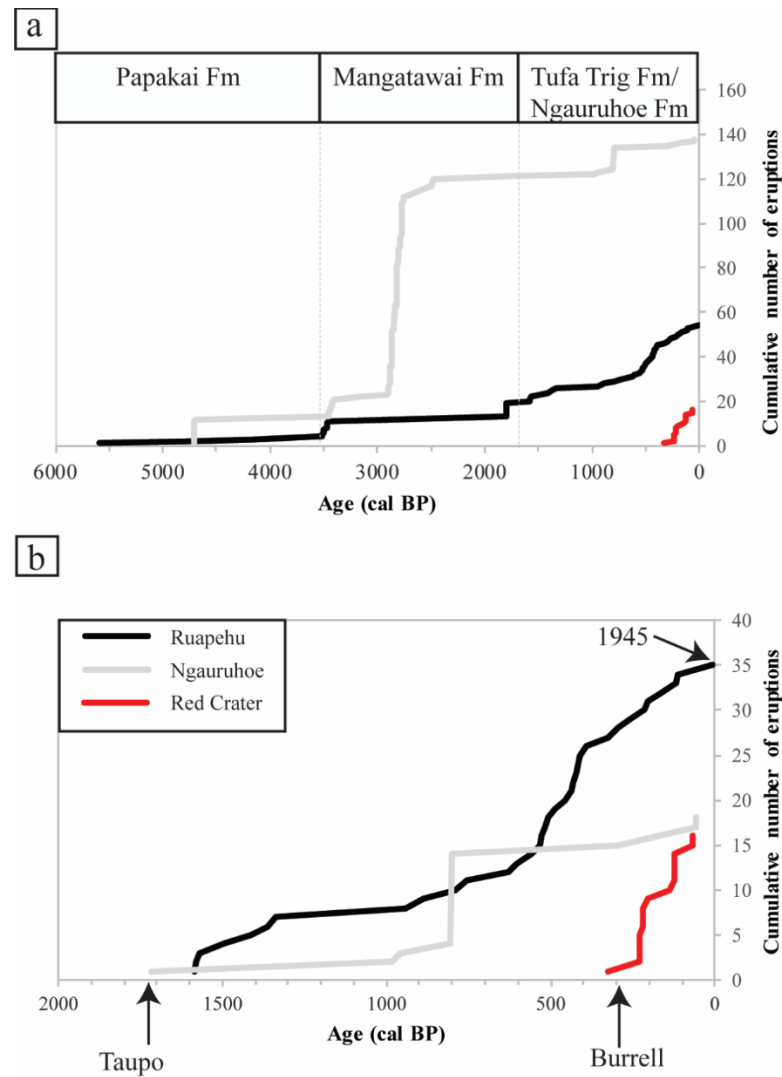 a
Papakai Fm
Mangatawai Fm
Tufa Trig Fm/
Ngauruhoe Fm
160
140
120
100
80
60
40
20
0
Cumulative number of eruptions
6000 5000 4000 3000 2000 1000 0
Age (cal BP)
b
Ruapehu
Ngauruhoe
Red Crater
1945
40
35
30
25
20
15
10
5
0
Cumulative number of eruptions
2000 1500 1000 500 0
Age (cal BP)
Taupo
Burrell